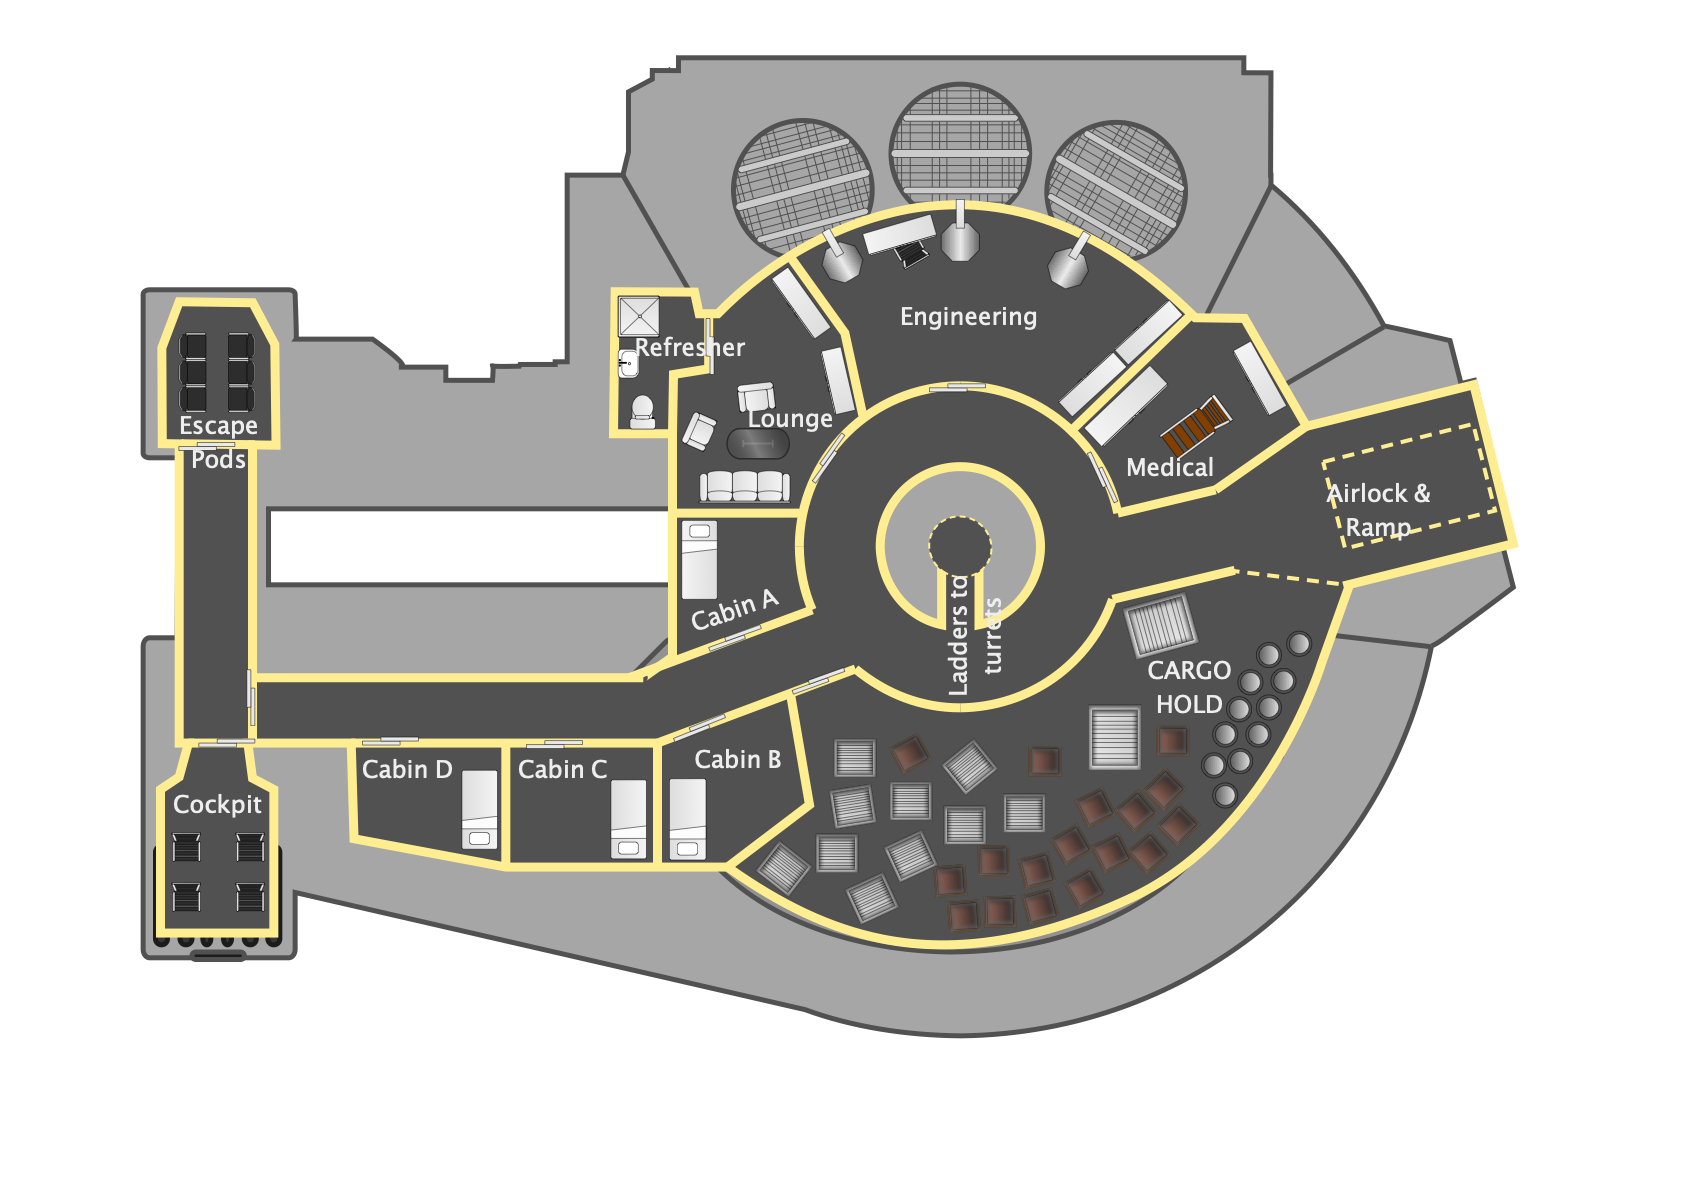 Engineering
Refresher
Lounge
Escape
Pods
Medical
Airlock &
Ramp
Cabin A
Ladders to
turrets
CARGO
HOLD
Cabin D
Cabin C
Cabin B
Cockpit